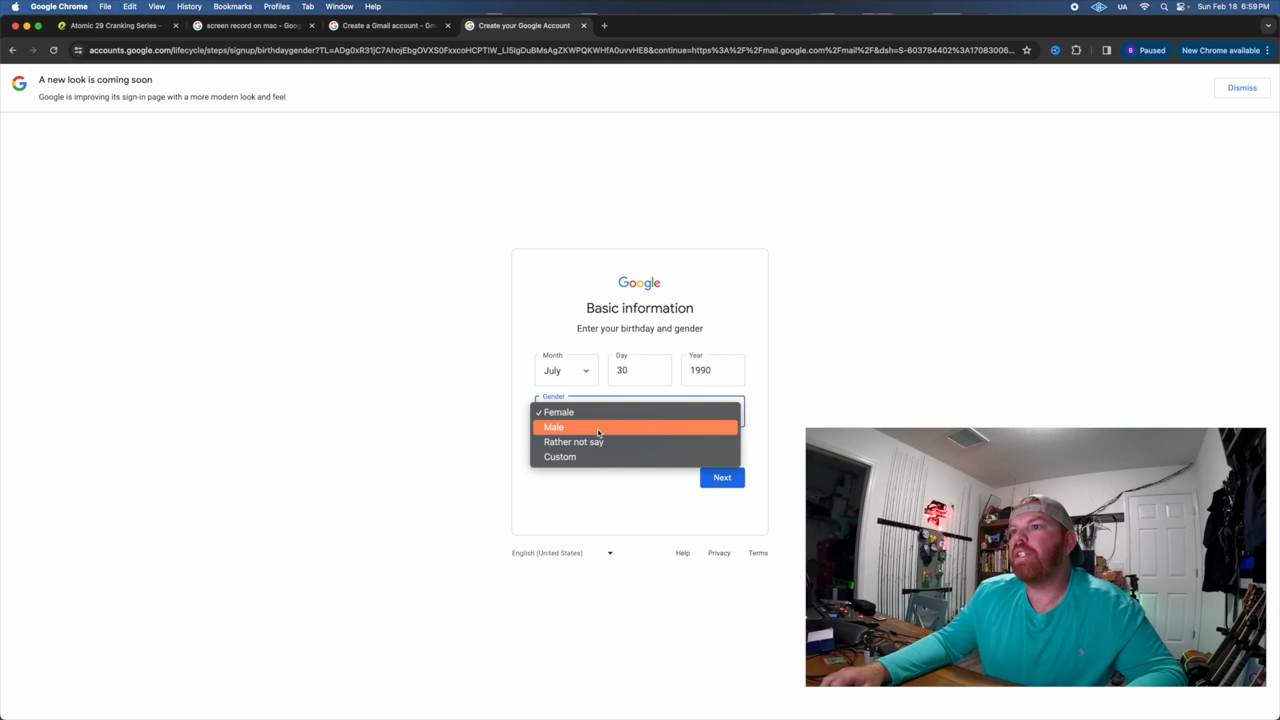 Google Chrome File Edit View History Bookmarks Profiles Tab Window Help UA Sun Feb 18 6:59 PM
Atomic 29 Cranking Series - screen record on mac - Goog Create a Gmail account - Gm Create your Google Account
Paused New Chrome available
A new look is coming soon
Google is improving its sign-in page with a more modern look and feel
Dismiss
Google
Basic information
Enter your birthday and gender
Month Day Year
July 30 1990
Gender
✓ Female
Male
Rather not say
Custom
Next
English (United States) Help Privacy Terms